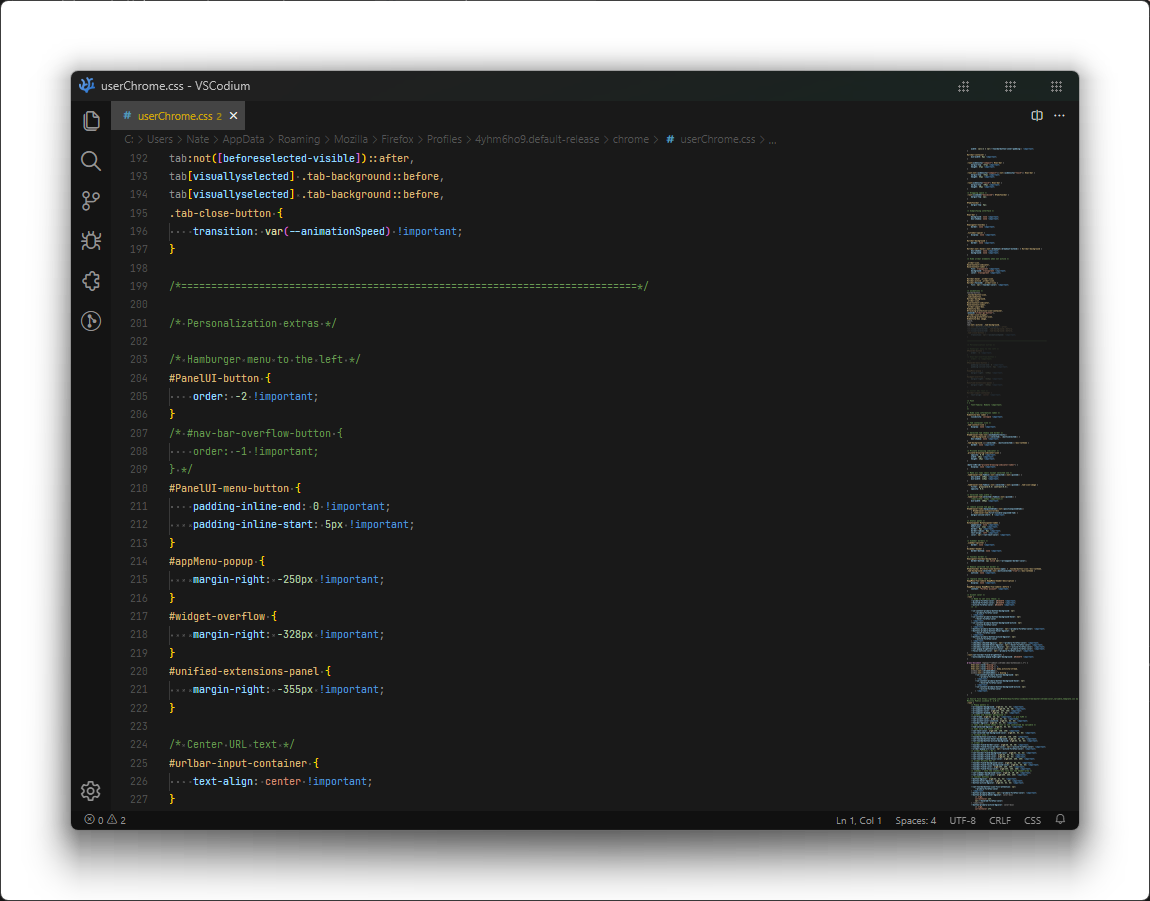 userChrome.css - VSCodium
# userChrome.css 2
C: > Users > Nate > AppData > Roaming > Mozilla > Firefox > Profiles > 4yhm6ho9.default-release > chrome > # userChrome.css > ...
192 tab:not([beforeselected-visible])::after,
193 tab[visuallyselected] .tab-background::before,
194 tab[visuallyselected] .tab-background::before,
195 .tab-close-button {
196     transition: var(--animationSpeed) !important;
197 }
198
199 /*============================================================================*/
200
201 /* Personalization extras */
202
203 /* Hamburger menu to the left */
204 #PanelUI-button {
205     order: -2 !important;
206 }
207 /* #nav-bar-overflow-button {
208     order: -1 !important;
209 } */
210 #PanelUI-menu-button {
211     padding-inline-end: 0 !important;
212     padding-inline-start: 5px !important;
213 }
214 #appMenu-popup {
215     margin-right: -250px !important;
216 }
217 #widget-overflow {
218     margin-right: -328px !important;
219 }
220 #unified-extensions-panel {
221     margin-right: -355px !important;
222 }
223
224 /* Center URL text */
225 #urlbar-input-container {
226     text-align: center !important;
227 }
0 2 Ln 1, Col 1 Spaces: 4 UTF-8 CRLF CSS